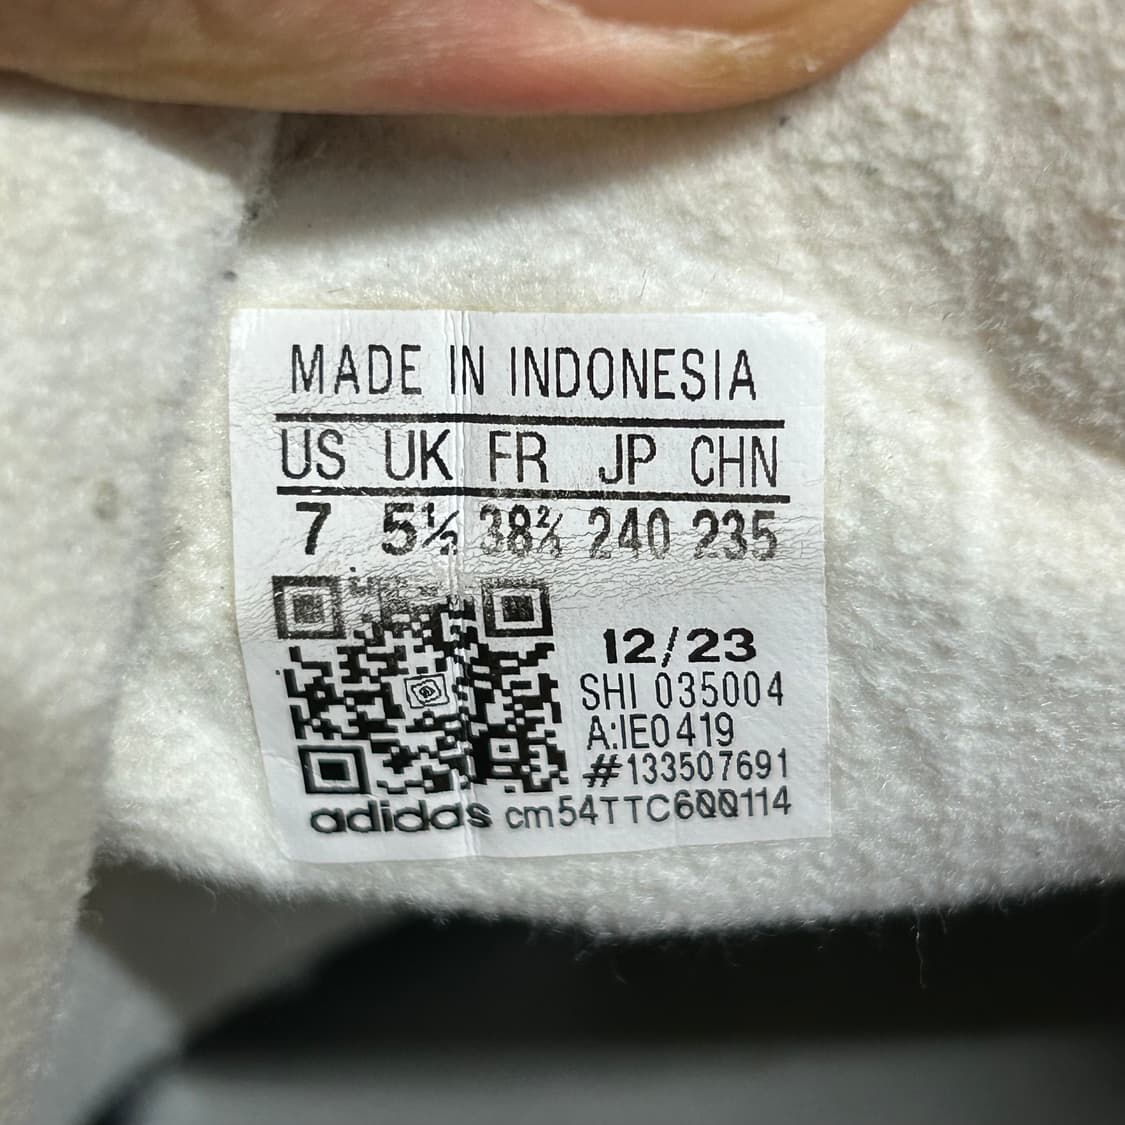 MADE IN INDONESIA
US UK FR JP CHN
7 5½ 38⅔ 240 235
12/23
SHI 035004
A:IE0419
#133507691
adidas cm54TTC600114